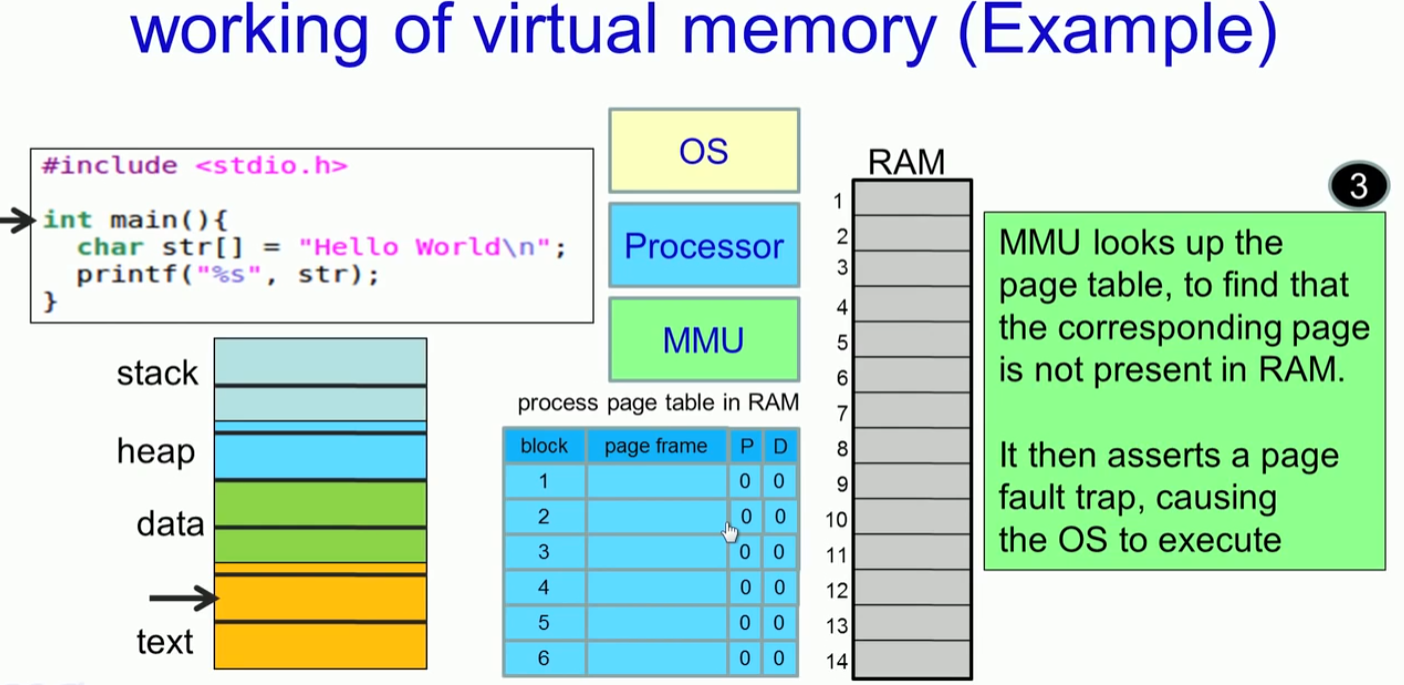 working of virtual memory (Example)
#include <stdio.h>
int main(){
char str[] = "Hello World\n";
printf("%s", str);
}
stack
heap
data
text
OS
Processor
MMU
process page table in RAM
block page frame P D
1 0 0
2 0 0
3 0 0
4 0 0
5 0 0
6 0 0
RAM
1
2
3
4
5
6
7
8
9
10
11
12
13
14
3
MMU looks up the
page table, to find that
the corresponding page
is not present in RAM.
It then asserts a page
fault trap, causing
the OS to execute